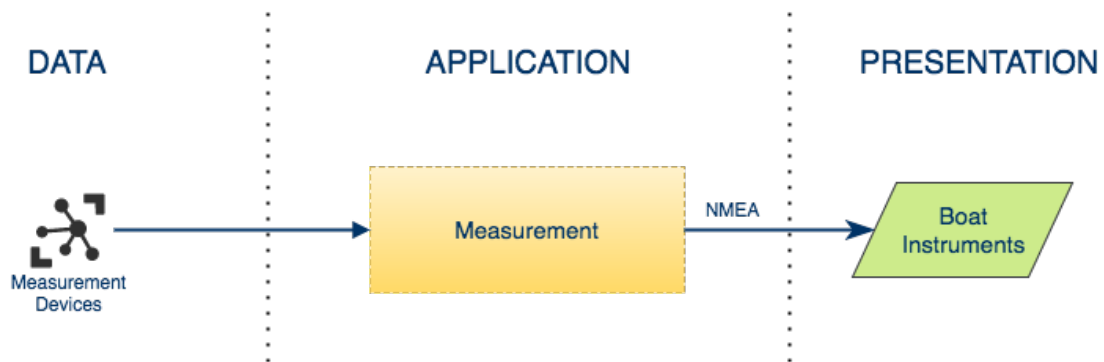 DATA
APPLICATION
PRESENTATION
Measurement
Devices
Measurement
NMEA
Boat
Instruments